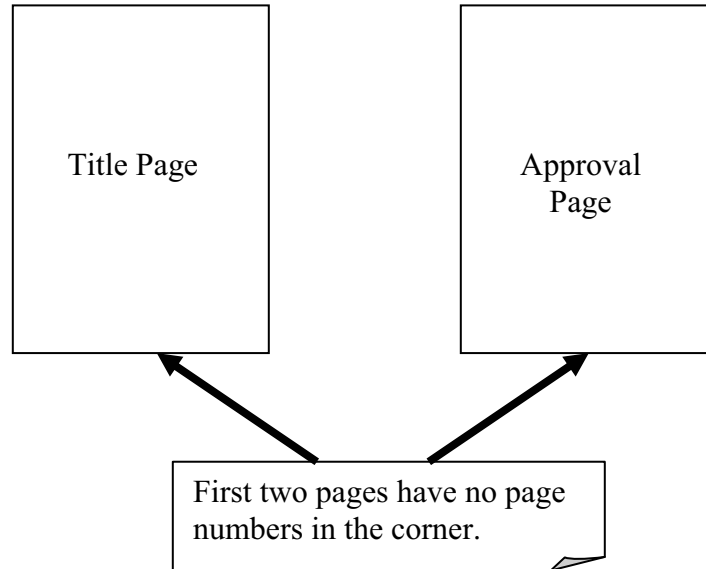 Title Page
Approval
Page
First two pages have no page
numbers in the corner.